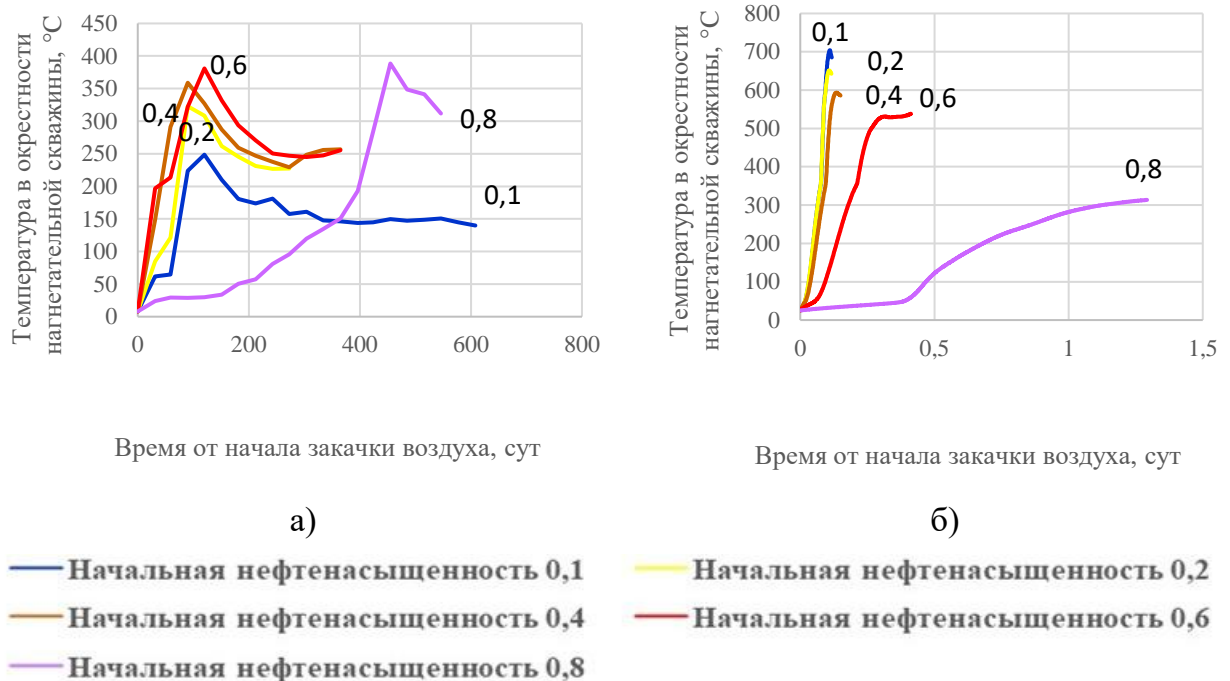 Температура в окрестности
нагнетательной скважины, °С
450
400
350
300
250
200
150
100
50
0
0
200
400
600
800
0,6
0,4
0,2
0,8
0,1
Время от начала закачки воздуха, сут
а)
Температура в окрестности
нагнетательной скважины, °С
800
700
600
500
400
300
200
100
0
0
0,5
1
1,5
0,1
0,2
0,4
0,6
0,8
Время от начала закачки воздуха, сут
б)
Начальная нефтенасыщенность 0,1
Начальная нефтенасыщенность 0,2
Начальная нефтенасыщенность 0,4
Начальная нефтенасыщенность 0,6
Начальная нефтенасыщенность 0,8